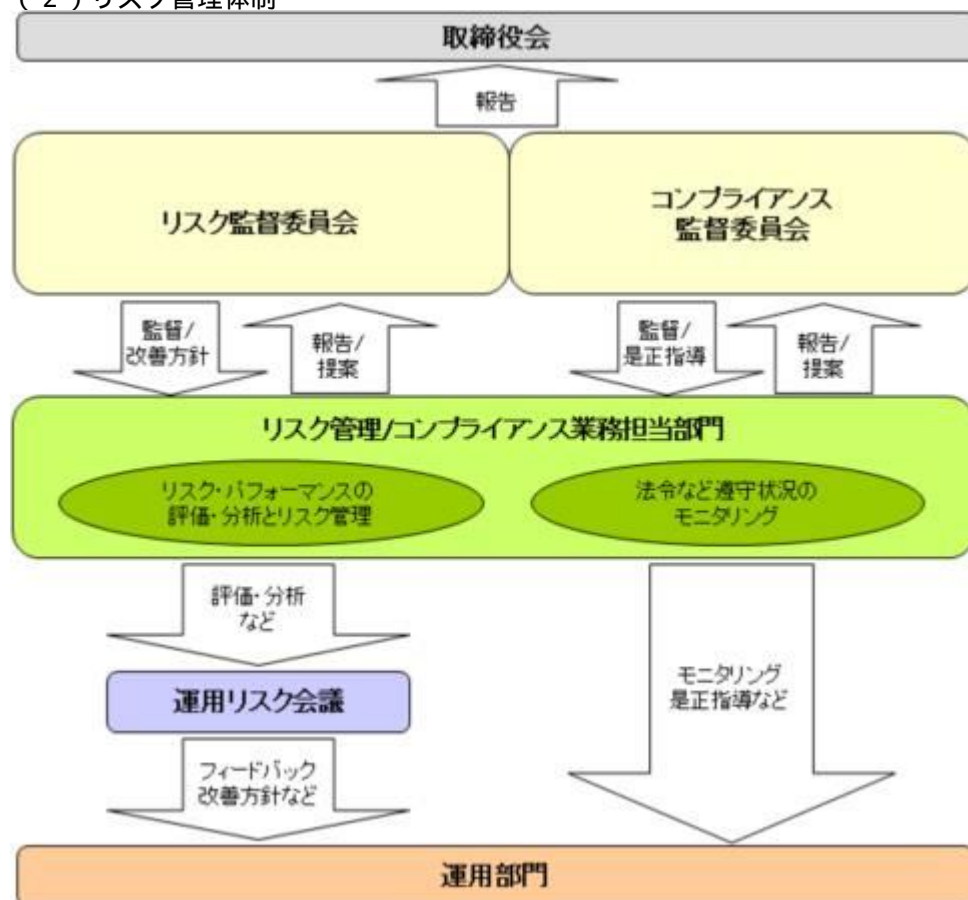 (2)リスク管理体制
取締役会
報告
リスク監督委員会
コンプライアンス
監督委員会
監督/
改善方針
報告/
提案
監督/
是正指導
報告/
提案
リスク管理/コンプライアンス業務担当部門
リスク・パフォーマンスの
評価・分析とリスク管理
法令など遵守状況の
モニタリング
評価・分析
など
運用リスク会議
モニタリング
是正指導など
フィードバック
改善方針など
運用部門